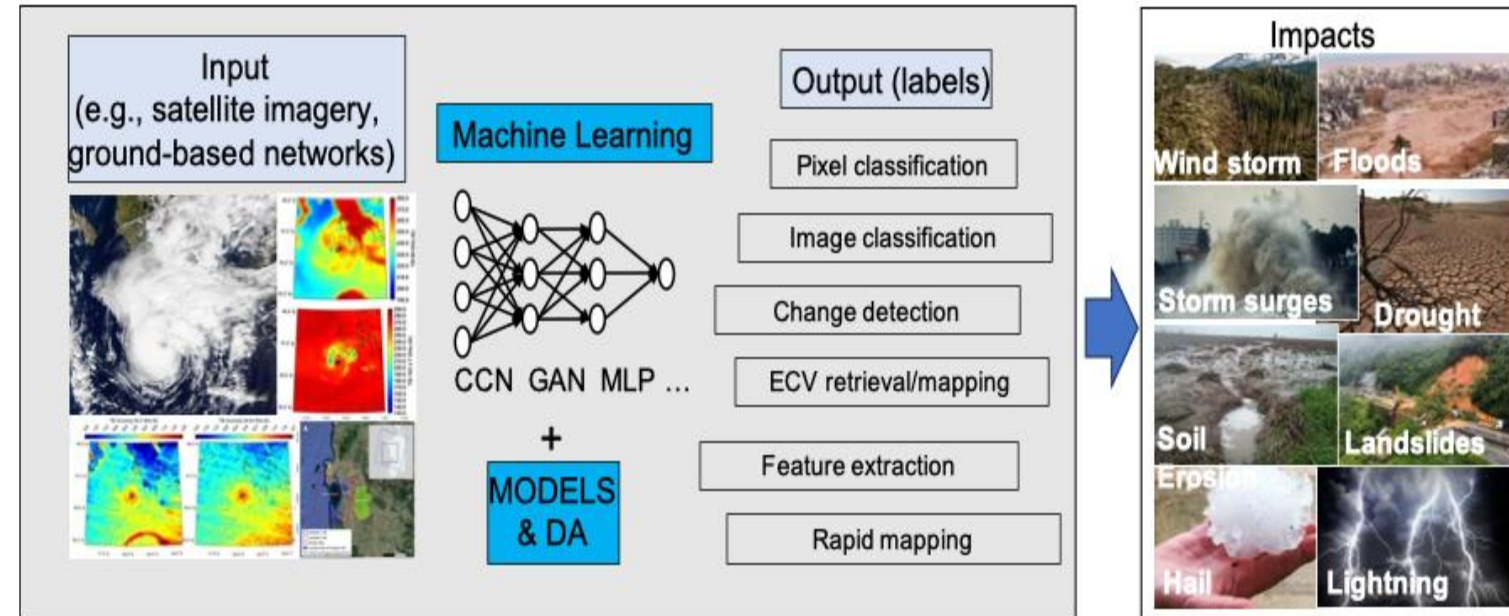 Input
(e.g., satellite imagery,
ground-based networks)
Machine Learning
CCN GAN MLP ...
+
MODELS
& DA
Output (labels)
Pixel classification
Image classification
Change detection
ECV retrieval/mapping
Feature extraction
Rapid mapping
Impacts
Wind storm
Floods
Storm surges
Drought
Soil
Erosion
Landslides
Hail
Lightning